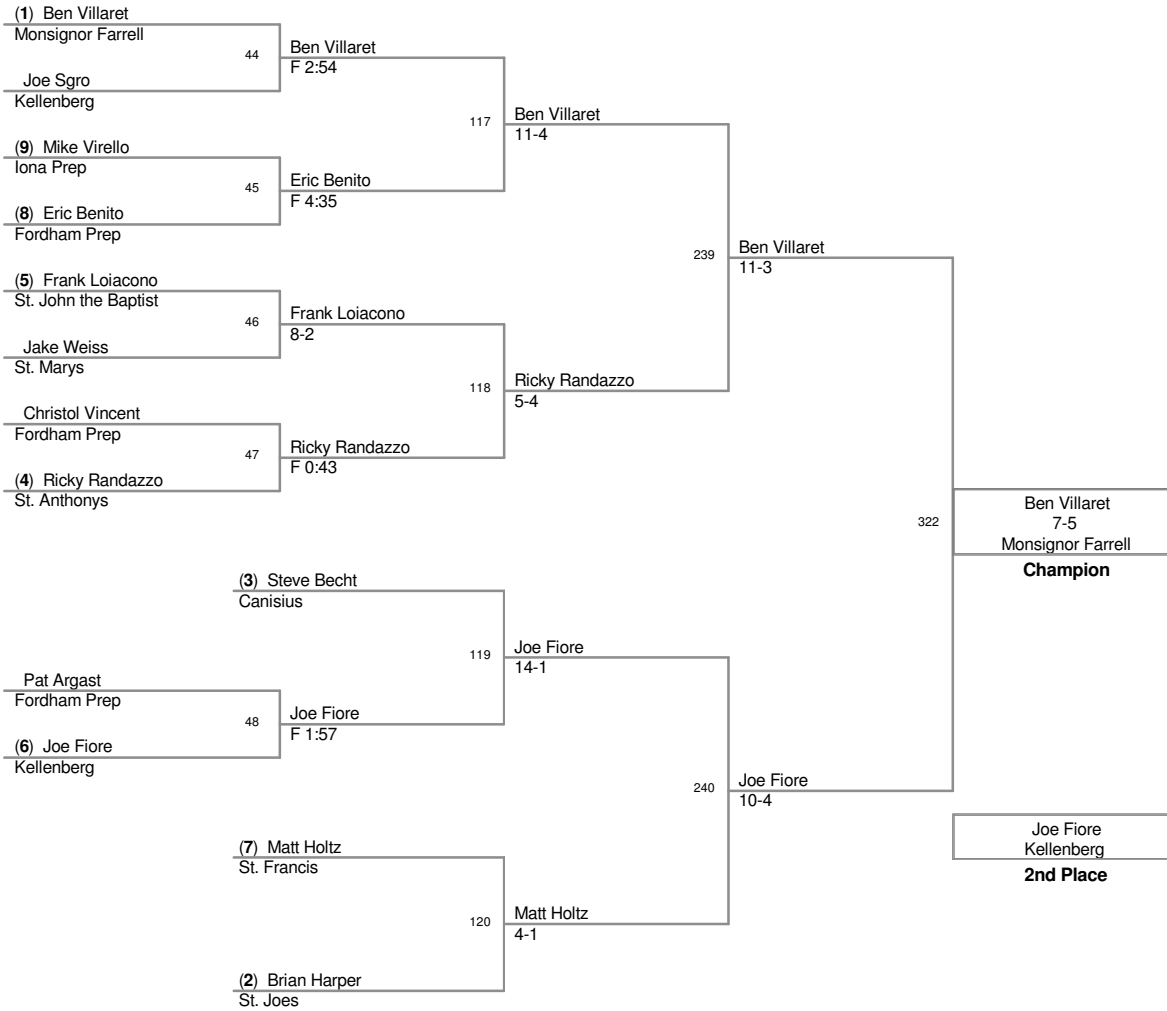 (1) Ben Villaret
Monsignor Farrell
44
Joe Sgro
Kellenberg
Ben Villaret
F 2:54
(9) Mike Virello
Iona Prep
45
(8) Eric Benito
Fordham Prep
Eric Benito
F 4:35
117
Ben Villaret
11-4
(5) Frank Loiacono
St. John the Baptist
46
Jake Weiss
St. Marys
Frank Loiacono
8-2
Christol Vincent
Fordham Prep
47
(4) Ricky Randazzo
St. Anthonys
Ricky Randazzo
F 0:43
118
Ricky Randazzo
5-4
239
Ben Villaret
11-3
(3) Steve Becht
Canisius
Pat Argast
Fordham Prep
48
(6) Joe Fiore
Kellenberg
Joe Fiore
F 1:57
119
Joe Fiore
14-1
(7) Matt Holtz
St. Francis
120
(2) Brian Harper
St. Joes
Matt Holtz
4-1
240
Joe Fiore
10-4
322
Ben Villaret
7-5
Monsignor Farrell
Champion
Joe Fiore
Kellenberg
2nd Place